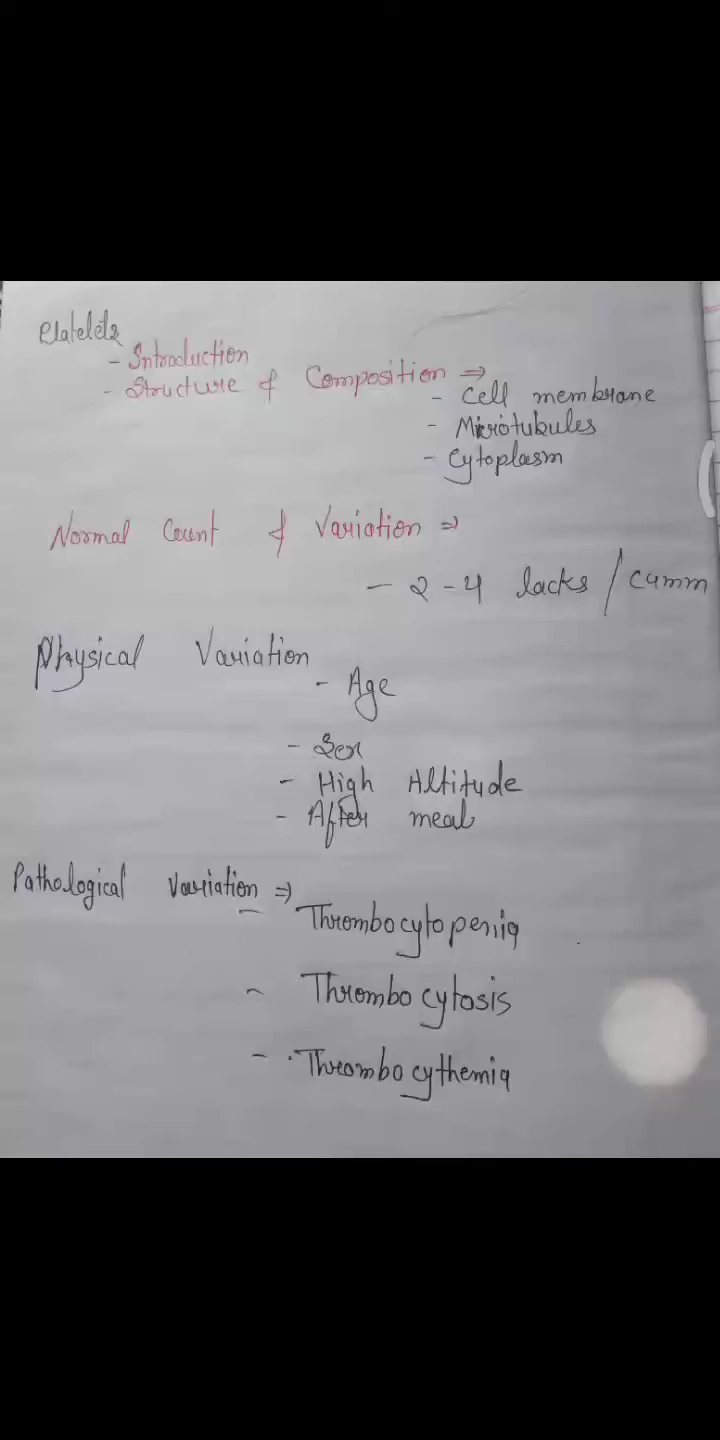 Platelets
- Introduction
- Structure & Composition ⇒
- Cell membrane
- Microtubules
- Cytoplasm
Normal Count & Variation ⇒
- 2-4 lacks / cumm
Physical Variation
- Age
- Sex
- High Altitude
- After meal
Pathological Variation ⇒
- Thrombocytopenia
- Thrombocytosis
- Thrombocythemia